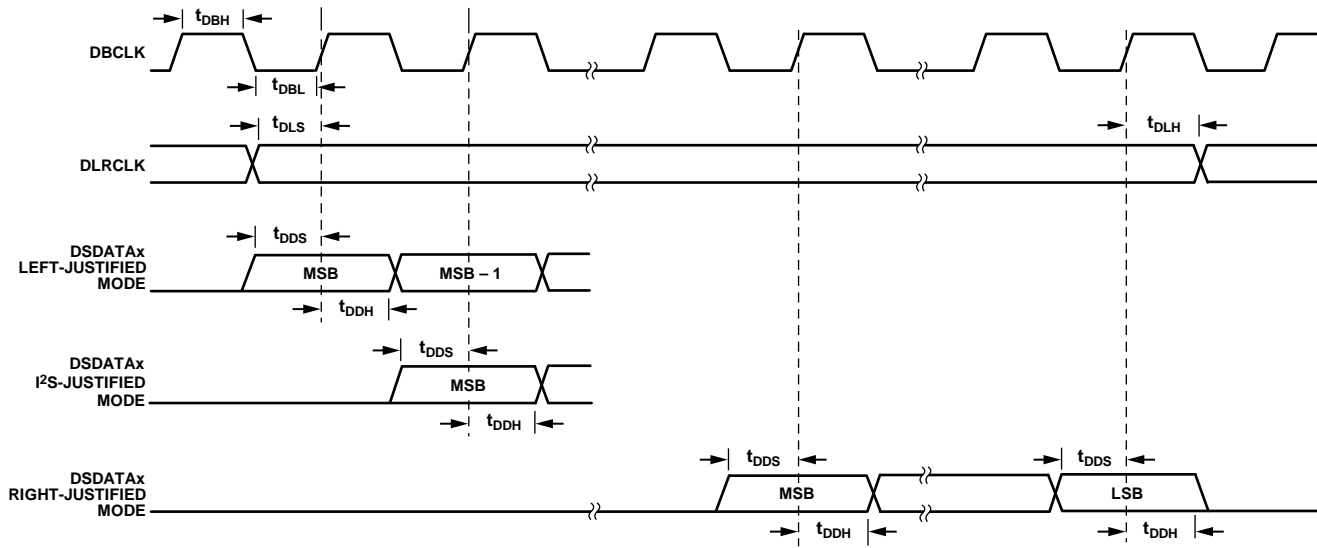 tDBH
DBCLK
tDBL
tDLS
tDLH
DLRCLK
tDDS
DSDATAx
LEFT-JUSTIFIED
MODE
MSB
MSB – 1
tDDH
DSDATAx
I2S-JUSTIFIED
MODE
tDDS
MSB
tDDH
DSDATAx
RIGHT-JUSTIFIED
MODE
tDDS
tDDS
MSB
LSB
tDDH
tDDH